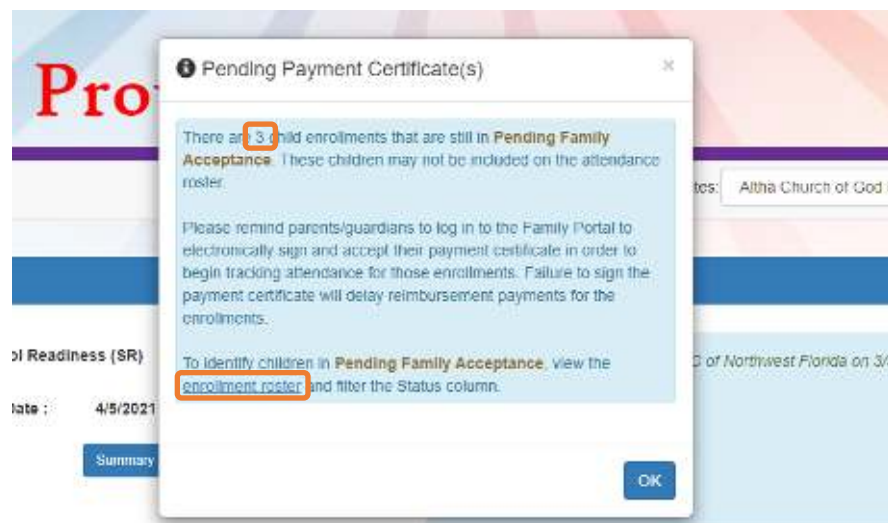 Pro
Pending Payment Certificate(s) ×
There are 3 child enrollments that are still in Pending Family
Acceptance. These children may not be included on the attendance
roster.
tes: Altha Church of God
Please remind parents/guardians to log in to the Family Portal to
electronically sign and accept their payment certificate in order to
begin tracking attendance for those enrollments. Failure to sign the
payment certificate will delay reimbursement payments for the
enrollments.
ol Readiness (SR)
To identify children in Pending Family Acceptance, view the
enrollment roster and filter the Status column.
of Northwest Florida on 3/
Date : 4/5/2021
Summary
OK